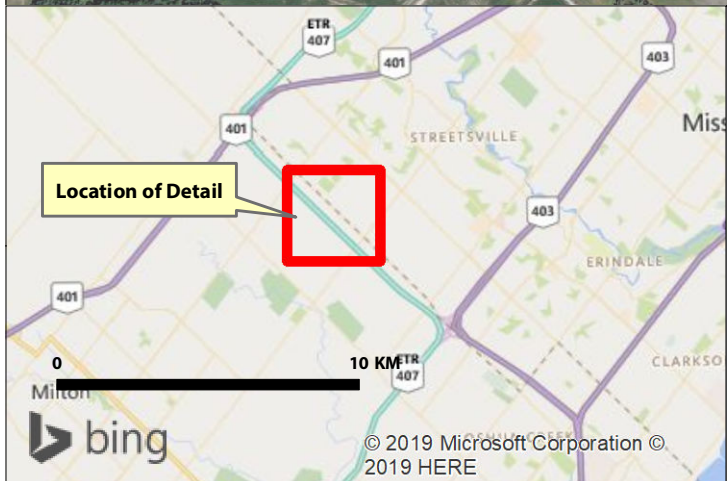 ETR
407
401
403
401
STREETSVILLE
Miss
Location of Detail
403
ERINDALE
401
0
10 KM
ETR
407
CLARKSO
Milton
bing
© 2019 Microsoft Corporation ©
2019 HERE